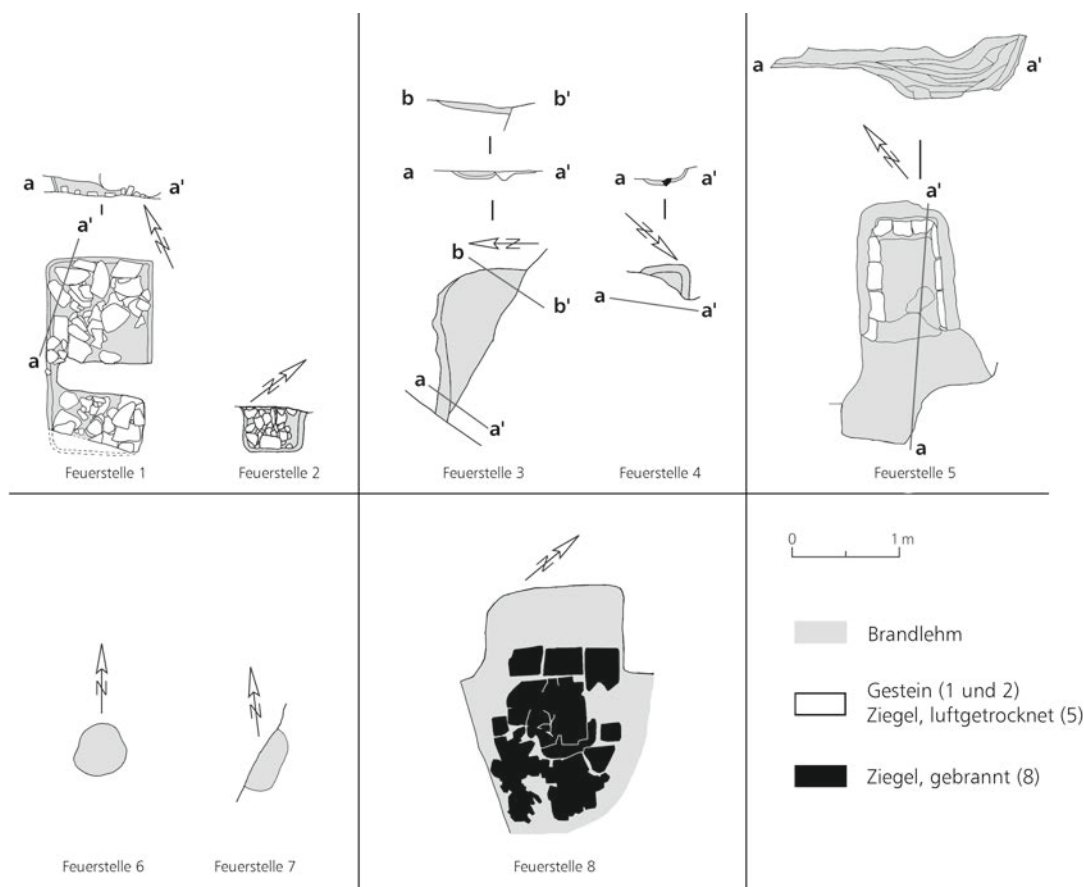 a
a'
a'
N
a
Feuerstelle 1
N
Feuerstelle 2
b
b'
a
a'
N
b
b'
a
a'
Feuerstelle 3
a
a'
N
a
a'
Feuerstelle 4
a
a'
N
a'
a
Feuerstelle 5
N
Feuerstelle 6
N
Feuerstelle 7
N
Feuerstelle 8
0 1 m
Brandlehm
Gestein (1 und 2)
Ziegel, luftgetrocknet (5)
Ziegel, gebrannt (8)